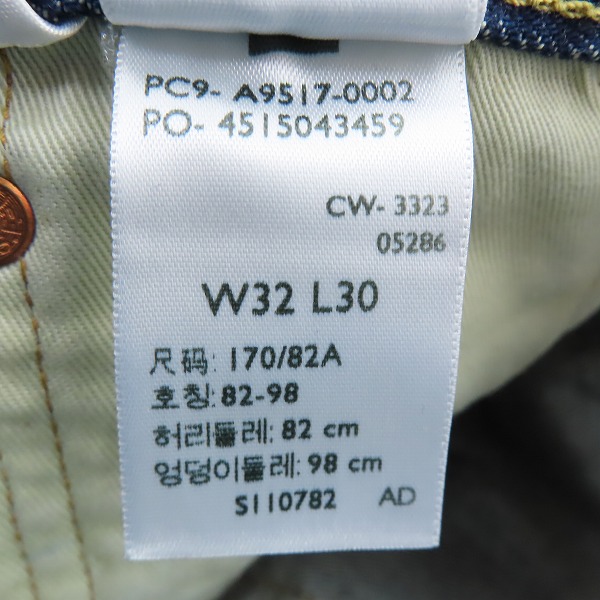 PC9- A9517-0002
PO- 4515043459
CW- 3323
05286
W32 L30
尺码: 170/82A
호칭: 82-98
허리둘레: 82 cm
엉덩이둘레: 98 cm
S110782 AD